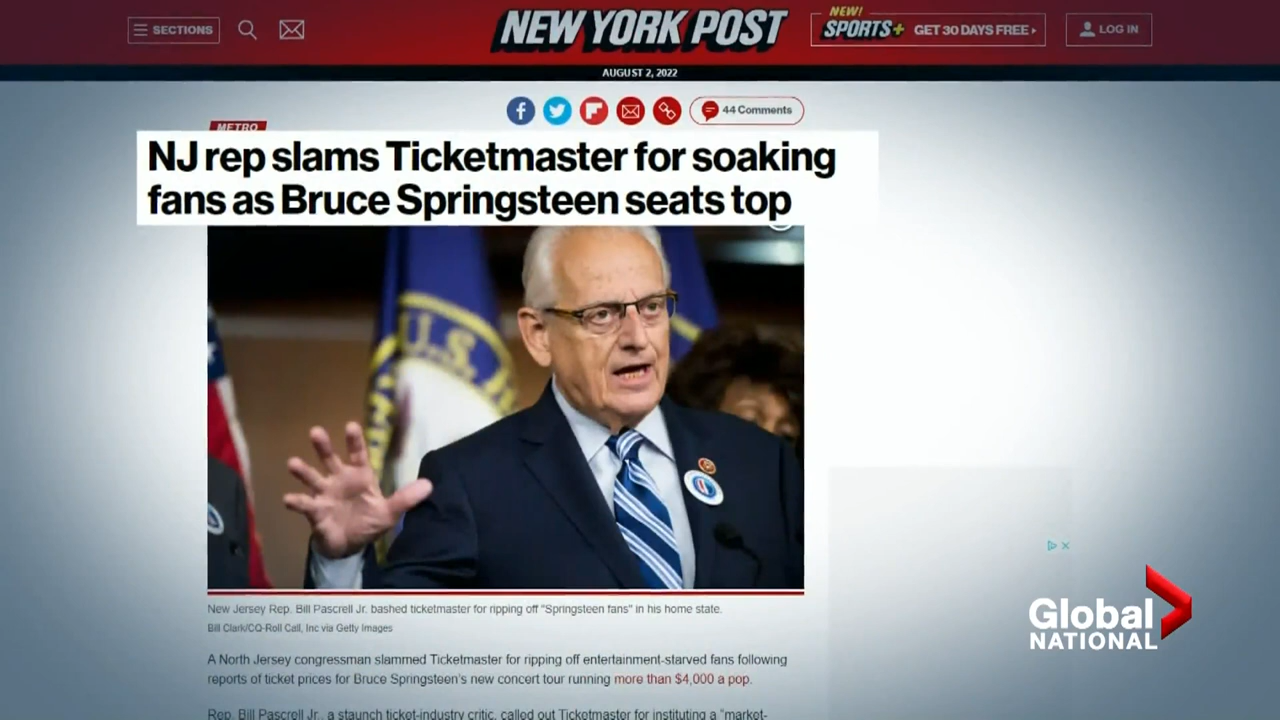 SECTIONS
NEW YORK POST
NEW!
SPORTS+ GET 30 DAYS FREE
LOG IN
AUGUST 2, 2022
44 Comments
METRO
NJ rep slams Ticketmaster for soaking
fans as Bruce Springsteen seats top
U.S.
New Jersey Rep. Bill Pascrell Jr. bashed ticketmaster for ripping off "Springsteen fans" in his home state.
Bill Clark/CQ-Roll Call, Inc via Getty Images
A North Jersey congressman slammed Ticketmaster for ripping off entertainment-starved fans following
reports of ticket prices for Bruce Springsteen's new concert tour running more than $4,000 a pop.
Rep. Bill Pascrell Jr., a staunch ticket-industry critic, called out Ticketmaster for instituting a "market-
Global
NATIONAL